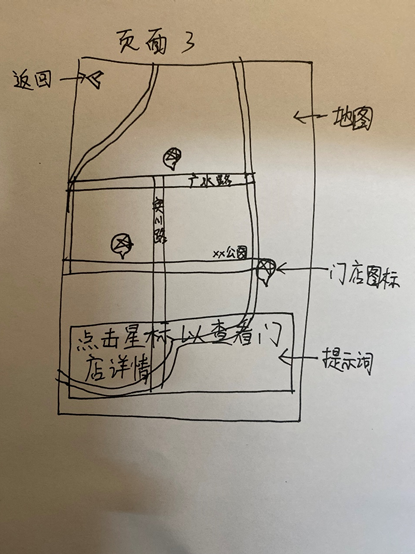 页面3
返回
地图
广水路
安川路
xx公园
门店图标
点击星标以查看门
店详情
提示词